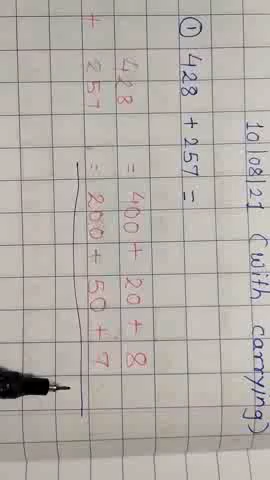 10/08/21 (with carrying)
① 428 + 257 =
428 = 400 + 20 + 8
+ 257 = 200 + 50 + 7